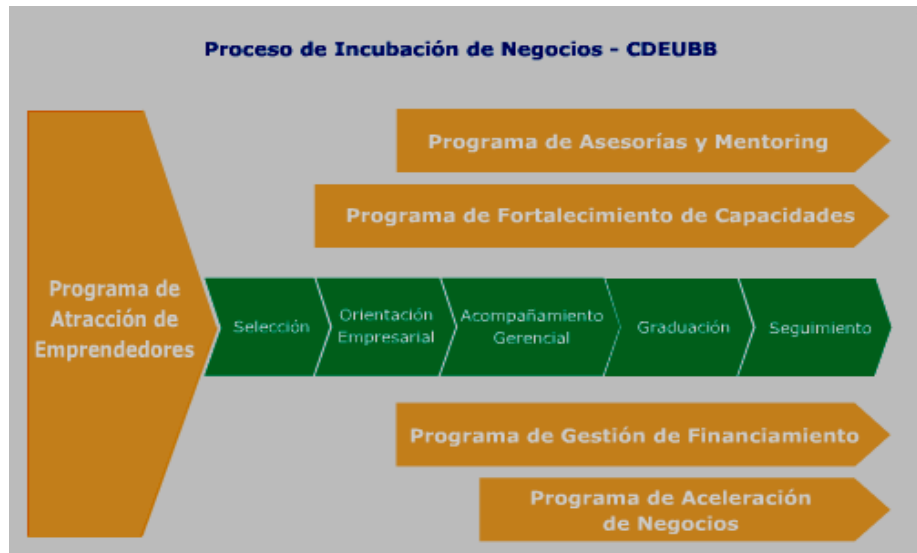 Proceso de Incubación de Negocios - CDEUBB
Programa de Asesorías y Mentoring
Programa de Fortalecimiento de Capacidades
Programa de
Atracción de
Emprendedores
Selección
Orientación
Empresarial
Acompañamiento
Gerencial
Graduación
Seguimiento
Programa de Gestión de Financiamiento
Programa de Aceleración
de Negocios